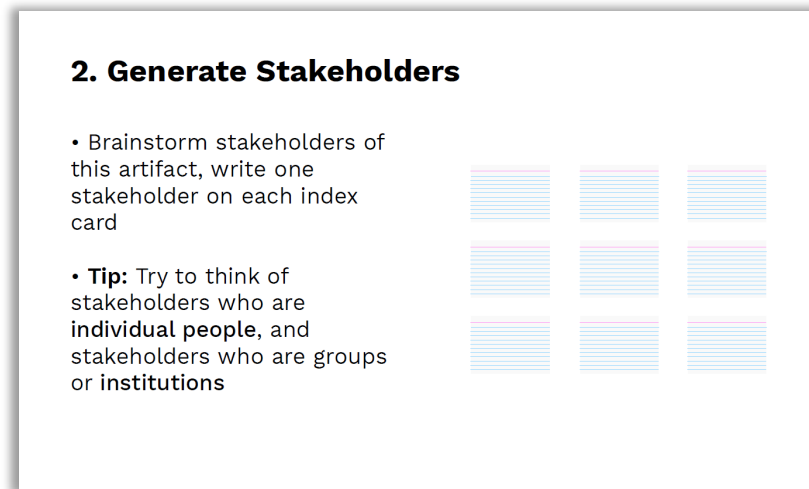 2. Generate Stakeholders
• Brainstorm stakeholders of
this artifact, write one
stakeholder on each index
card
• Tip: Try to think of
stakeholders who are
individual people, and
stakeholders who are groups
or institutions